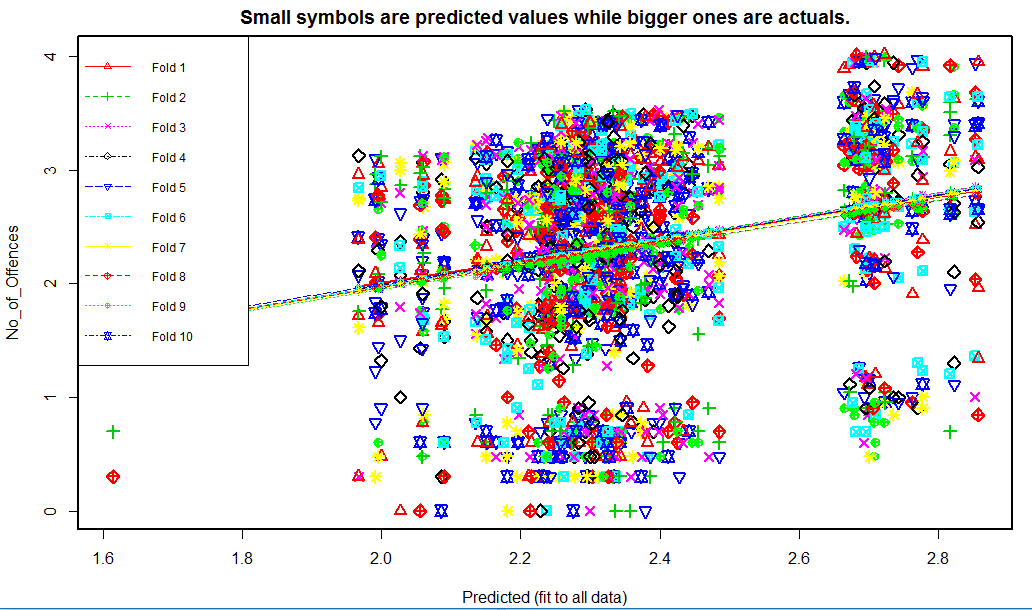 Small symbols are predicted values while bigger ones are actuals.
Fold 1
Fold 2
Fold 3
Fold 4
Fold 5
Fold 6
Fold 7
Fold 8
Fold 9
Fold 10
No_of_Offences
4
3
2
1
0
1.6 1.8 2.0 2.2 2.4 2.6 2.8
Predicted (fit to all data)